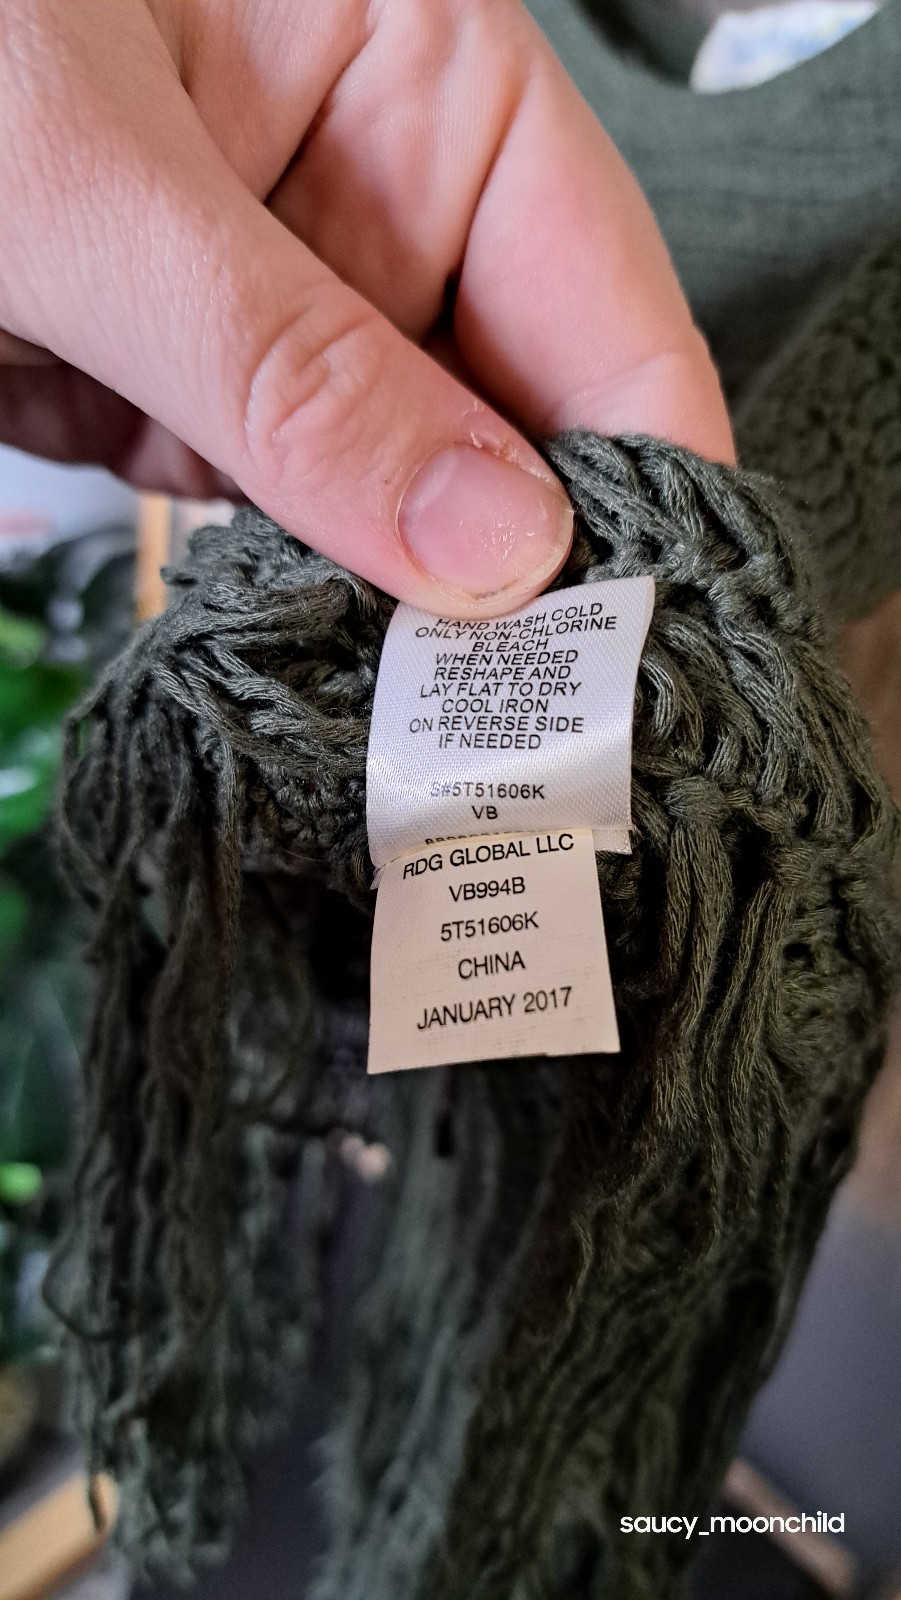 HAND WASH COLD
ONLY NON-CHLORINE
BLEACH
WHEN NEEDED
RESHAPE AND
LAY FLAT TO DRY
COOL IRON
ON REVERSE SIDE
IF NEEDED
S#5T51606K
VB
RDG GLOBAL LLC
VB994B
5T51606K
CHINA
JANUARY 2017
saucy_moonchild